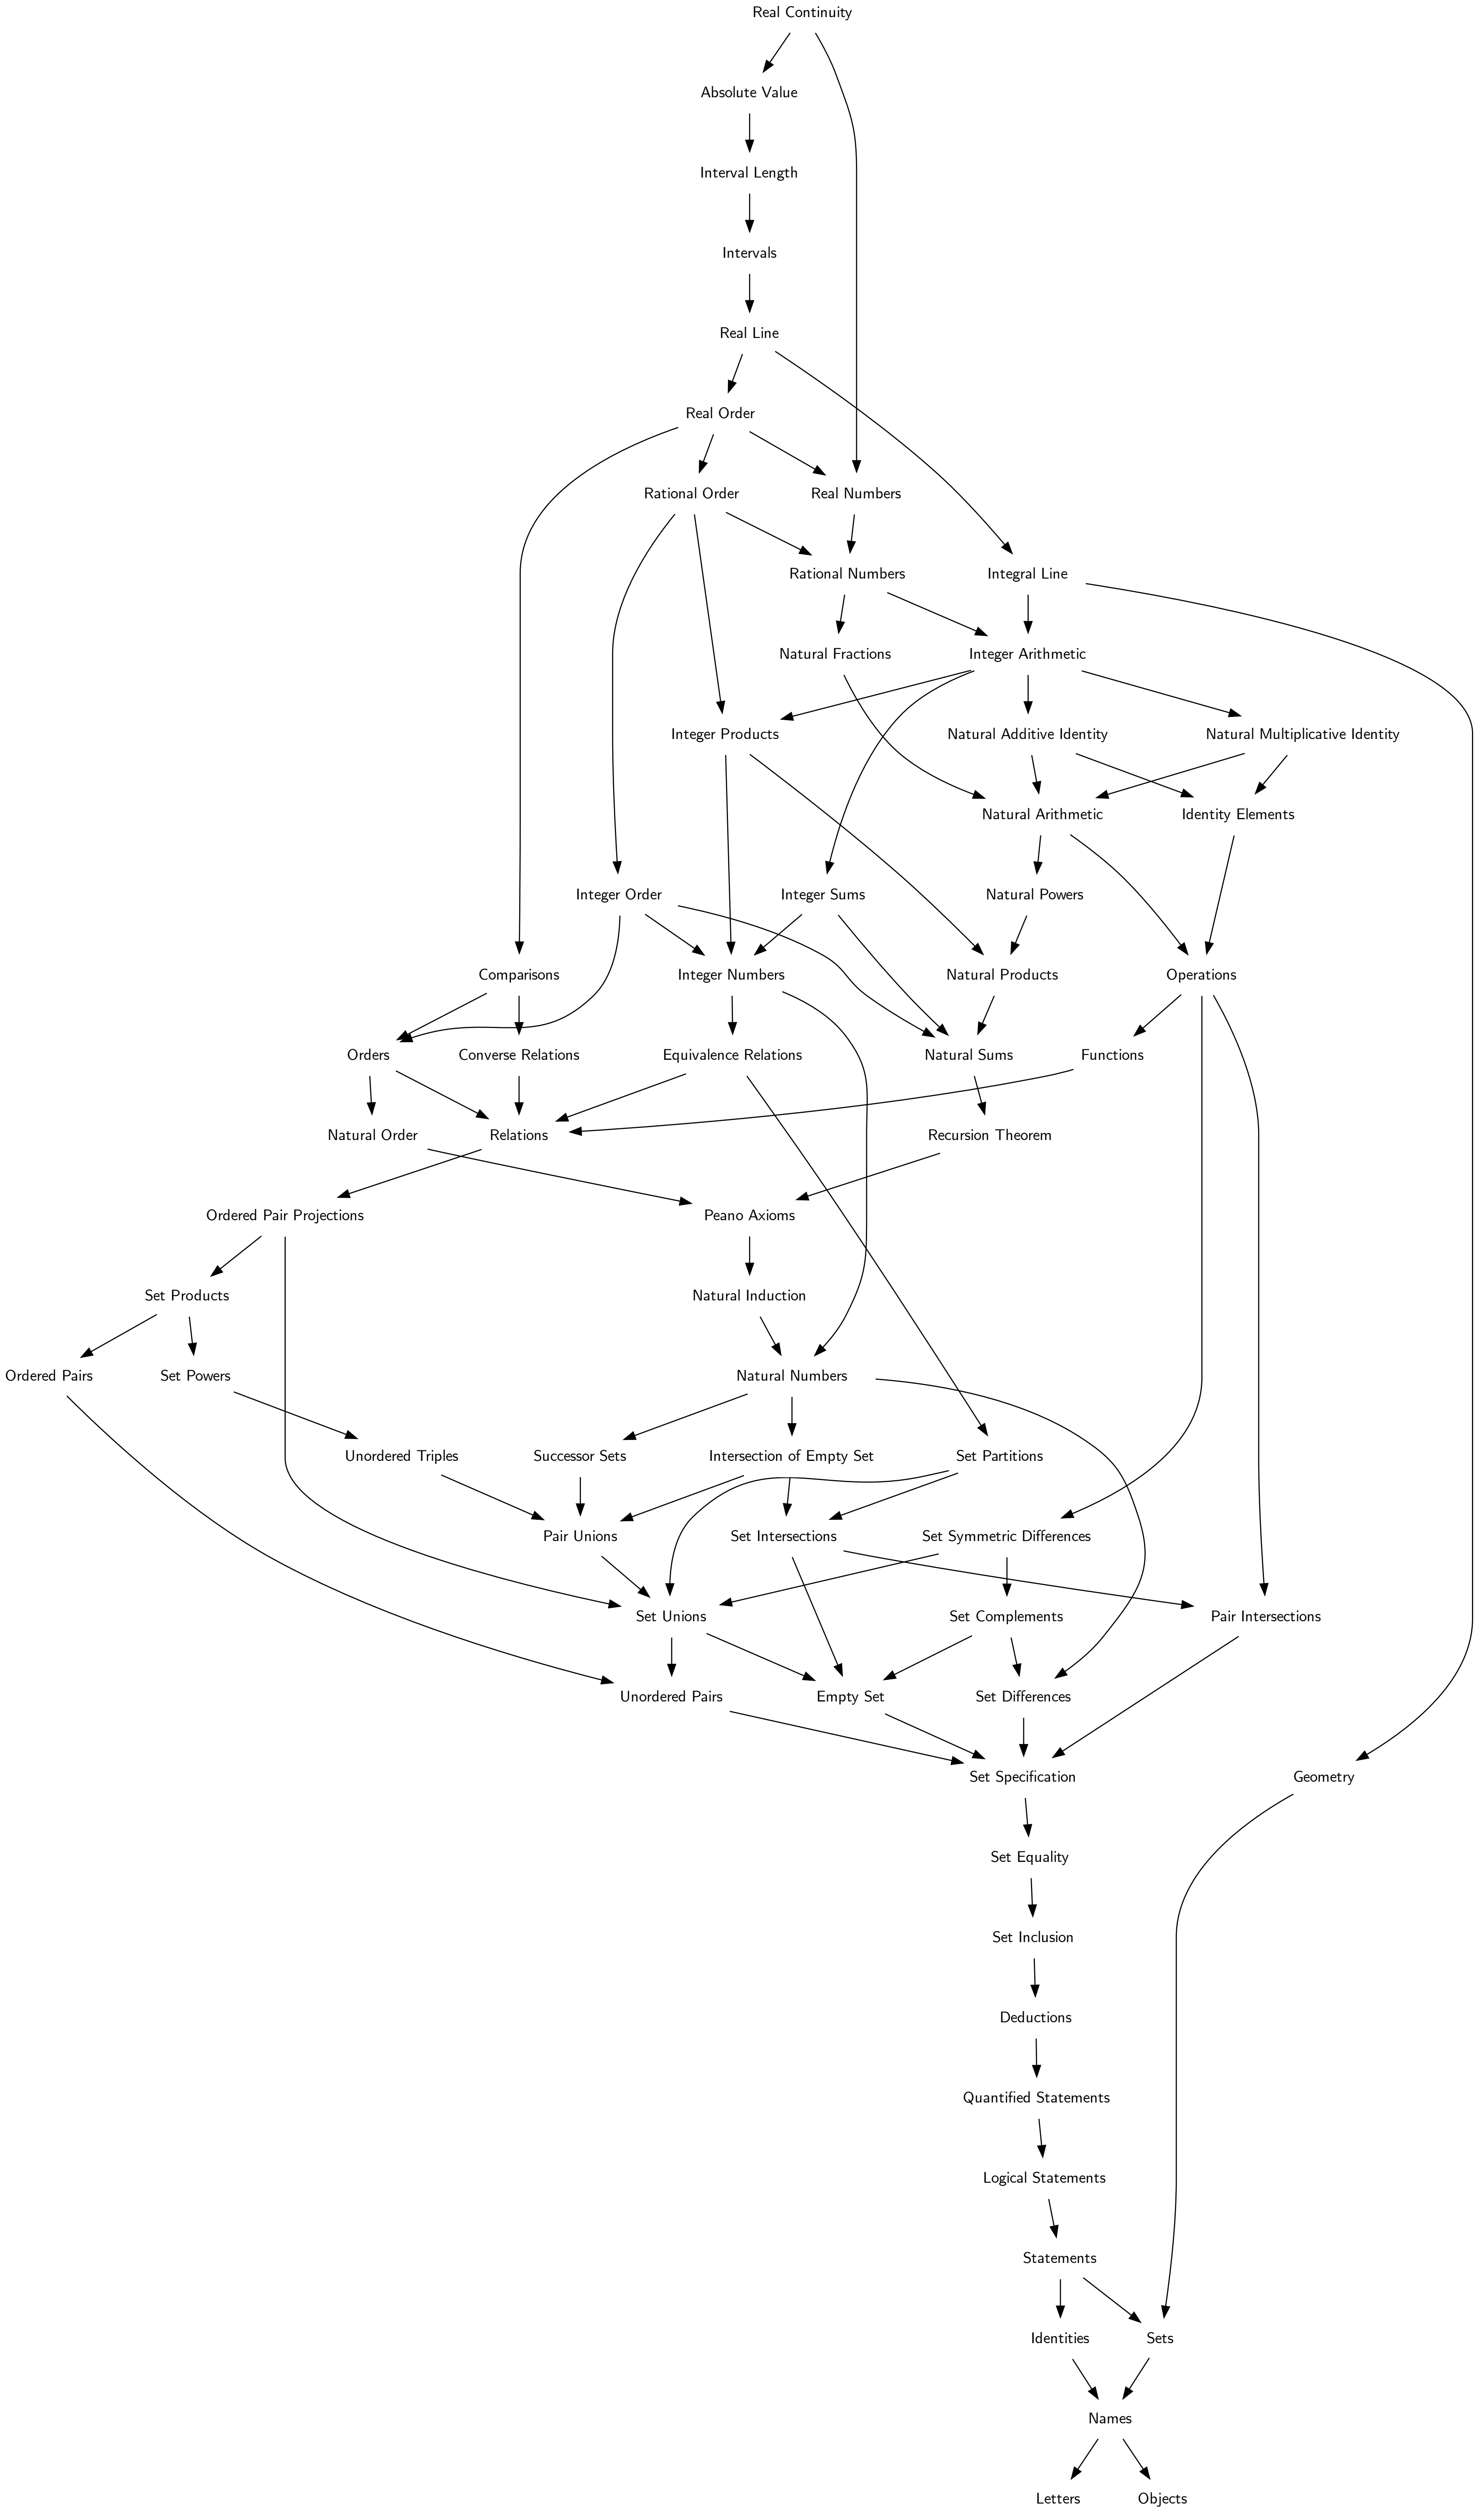 Real Continuity
Absolute Value
Interval Length
Intervals
Real Line
Real Order
Rational Order
Real Numbers
Rational Numbers
Integral Line
Natural Fractions
Integer Arithmetic
Integer Products
Natural Additive Identity
Natural Multiplicative Identity
Natural Arithmetic
Identity Elements
Integer Order
Integer Sums
Natural Powers
Comparisons
Integer Numbers
Natural Products
Operations
Orders
Converse Relations
Equivalence Relations
Natural Sums
Functions
Natural Order
Relations
Recursion Theorem
Ordered Pair Projections
Peano Axioms
Set Products
Natural Induction
Ordered Pairs
Set Powers
Natural Numbers
Unordered Triples
Successor Sets
Intersection of Empty Set
Set Partitions
Pair Unions
Set Intersections
Set Symmetric Differences
Set Unions
Set Complements
Pair Intersections
Unordered Pairs
Empty Set
Set Differences
Set Specification
Geometry
Set Equality
Set Inclusion
Deductions
Quantified Statements
Logical Statements
Statements
Identities
Sets
Names
Letters
Objects